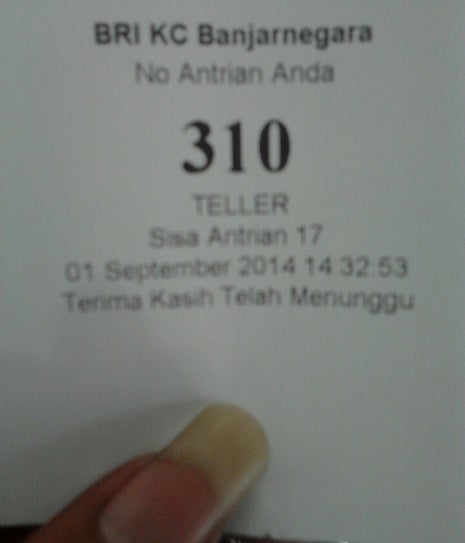 BRI KC Banjarnegara
No Antrian Anda
310
TELLER
Sisa Antrian 17
01 September 2014 14:32:53
Terima Kasih Telah Menunggu